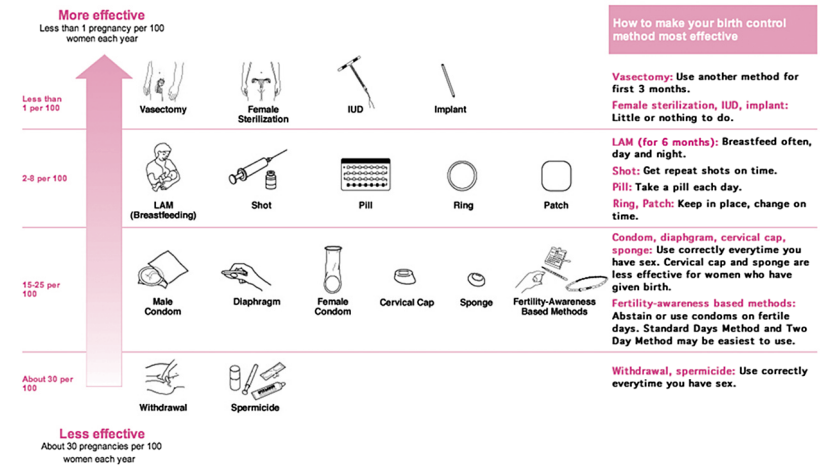 More effective
Less than 1 pregnancy per 100
women each year
How to make your birth control
method most effective
Less than
1 per 100
Vasectomy
Female
Sterilization
IUD
Implant
Vasectomy: Use another method for
first 3 months.
Female sterilization, IUD, implant:
Little or nothing to do.
2-8 per 100
LAM
(Breastfeeding)
Shot
Pill
Ring
Patch
LAM (for 6 months): Breastfeed often,
day and night.
Shot: Get repeat shots on time.
Pill: Take a pill each day.
Ring, Patch: Keep in place, change on
time.
15-25 per
100
Male
Condom
Diaphragm
Female
Condom
Cervical Cap
Sponge
Fertility-Awareness
Based Methods
Condom, diaphragm, cervical cap,
sponge: Use correctly everytime you
have sex. Cervical cap and sponge are
less effective for women who have
given birth.
Fertility-awareness based methods:
Abstain or use condoms on fertile
days. Standard Days Method and Two
Day Method may be easiest to use.
About 30 per
100
Withdrawal
Spermicide
Withdrawal, spermicide: Use correctly
everytime you have sex.
Less effective
About 30 pregnancies per 100
women each year